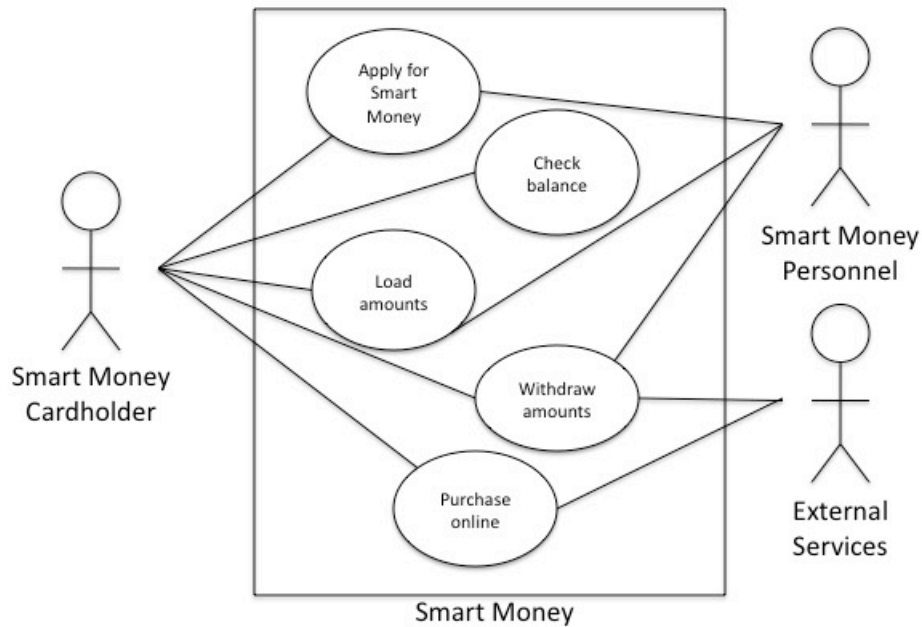 Apply for
Smart
Money
Check
balance
Load
amounts
Withdraw
amounts
Purchase
online
Smart Money
Cardholder
Smart Money
Personnel
External
Services
Smart Money